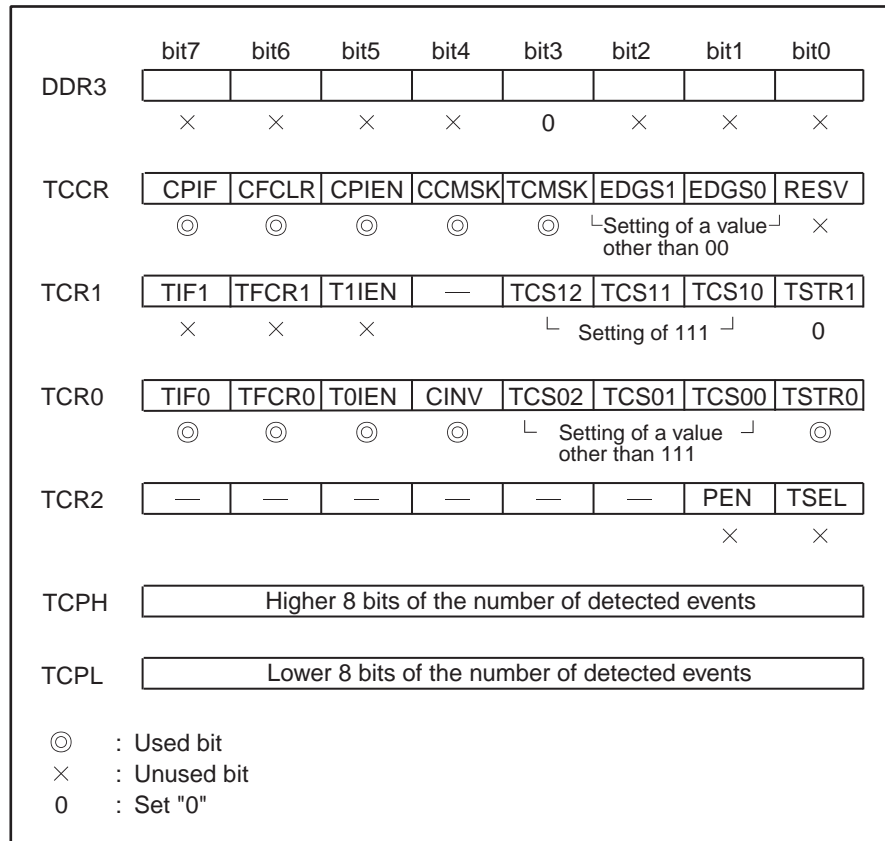 bit7 bit6 bit5 bit4 bit3 bit2 bit1 bit0
DDR3
× × × × 0 × × ×
TCCR CPIF CFCLR CPIEN CCMSK TCMSK EDGS1 EDGS0 RESV
◎ ◎ ◎ ◎ ◎ Setting of a value ×
other than 00
TCR1 TIF1 TFCR1 T1IEN — TCS12 TCS11 TCS10 TSTR1
× × × Setting of 111 0
TCR0 TIF0 TFCR0 T0IEN CINV TCS02 TCS01 TCS00 TSTR0
◎ ◎ ◎ ◎ Setting of a value ◎
other than 111
TCR2 — — — — — — PEN TSEL
× ×
TCPH Higher 8 bits of the number of detected events
TCPL Lower 8 bits of the number of detected events
◎ : Used bit
× : Unused bit
0 : Set "0"